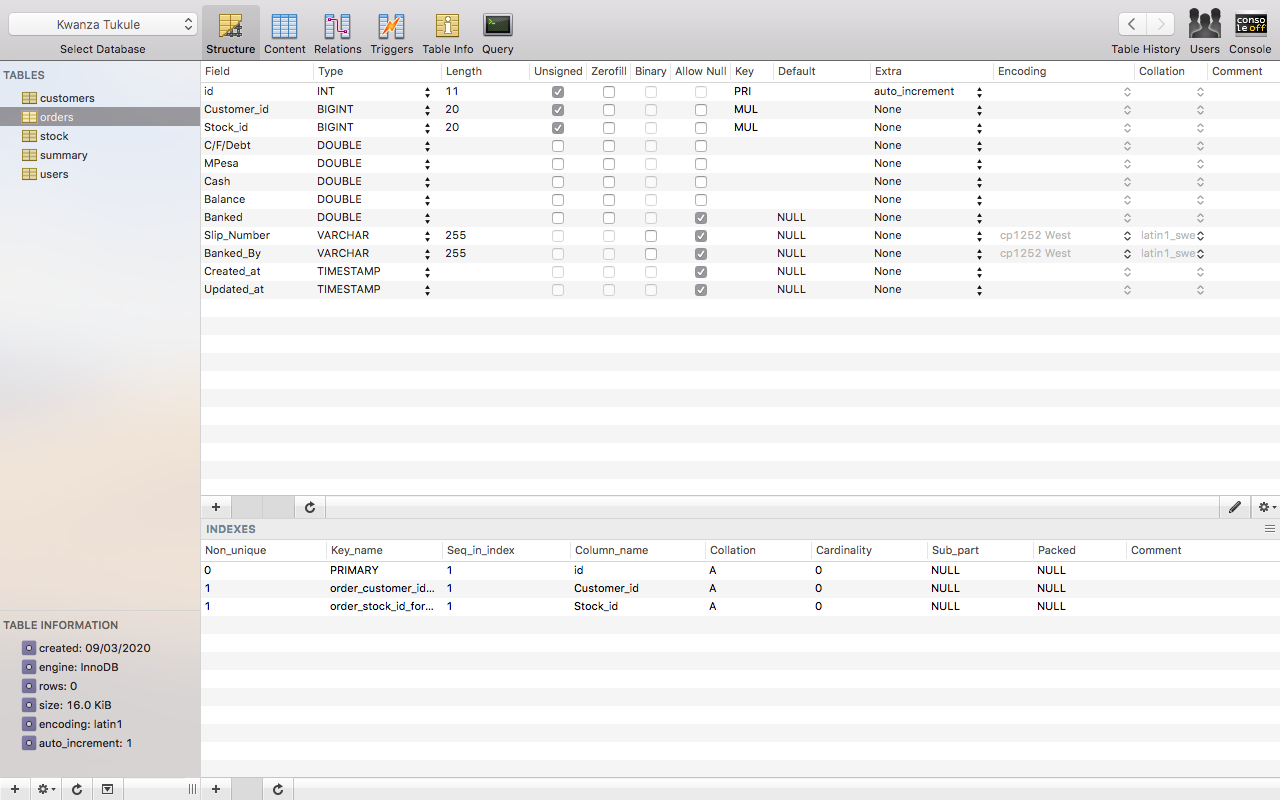 Kwanza Tukule
Select Database
Structure Content Relations Triggers Table Info Query
Table History Users Console
conso
le off
TABLES
customers
orders
stock
summary
users
Field Type Length Unsigned Zerofill Binary Allow Null Key Default Extra Encoding Collation Comment
id INT 11 PRI auto_increment
Customer_id BIGINT 20 MUL None
Stock_id BIGINT 20 MUL None
C/F/Debt DOUBLE None
MPesa DOUBLE None
Cash DOUBLE None
Balance DOUBLE None
Banked DOUBLE NULL None
Slip_Number VARCHAR 255 NULL None cp1252 West latin1_swe
Banked_By VARCHAR 255 NULL None cp1252 West latin1_swe
Created_at TIMESTAMP NULL None
Updated_at TIMESTAMP NULL None
INDEXES
Non_unique Key_name Seq_in_index Column_name Collation Cardinality Sub_part Packed Comment
0 PRIMARY 1 id A 0 NULL NULL
1 order_customer_id... 1 Customer_id A 0 NULL NULL
1 order_stock_id_for... 1 Stock_id A 0 NULL NULL
TABLE INFORMATION
created: 09/03/2020
engine: InnoDB
rows: 0
size: 16.0 KiB
encoding: latin1
auto_increment: 1